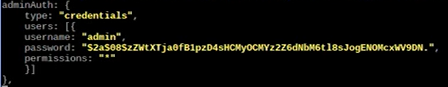 adminAuth: {
type: "credentials",
users: [{
username: "admin",
password: "$2a$08$zZWtXTja0fB1pzD4sHCMyOCMYz2Z6dNbM6tl8sJogENOMcxWV9DN.",
permissions: "*"
}]
},